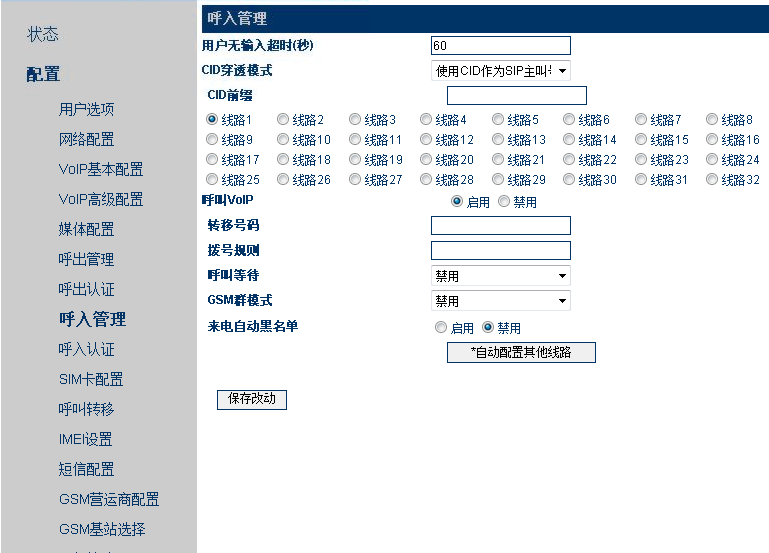 状态
配置
用户选项
网络配置
VoIP基本配置
VoIP高级配置
媒体配置
呼出管理
呼出认证
呼入管理
呼入认证
SIM卡配置
呼叫转移
IMEI设置
短信配置
GSM营运商配置
GSM基站选择
呼入管理
用户无输入超时(秒) 60
CID穿透模式 使用CID作为SIP主叫
CID前缀
线路1 线路2 线路3 线路4 线路5 线路6 线路7 线路8
线路9 线路10 线路11 线路12 线路13 线路14 线路15 线路16
线路17 线路18 线路19 线路20 线路21 线路22 线路23 线路24
线路25 线路26 线路27 线路28 线路29 线路30 线路31 线路32
呼叫VoIP 启用 禁用
转移号码
拨号规则
呼叫等待 禁用
GSM群模式 禁用
来电自动黑名单 启用 禁用
*自动配置其他线路
保存改动